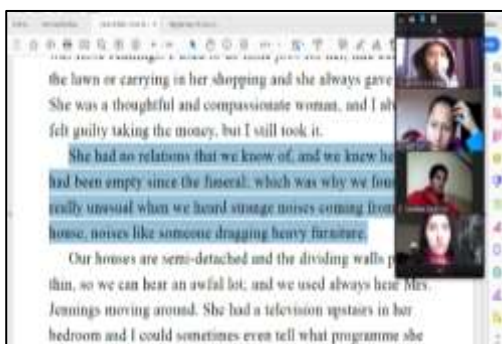 the lawn or carrying in her shopping and she always gave
She was a thoughtful and compassionate woman, and I al
felt guilty taking the money, but I still took it.
She had no relations that we know of, and we knew he
had been empty since the funeral; which was why we fou
really unusual when we heard strange noises coming from
house, noises like someone dragging heavy furniture.
Our houses are semi-detached and the dividing walls p
thin, so we can hear an awful lot, and we used always hear Mrs.
Jennings moving around. She had a television upstairs in her
bedroom and I could sometimes even tell what programme she